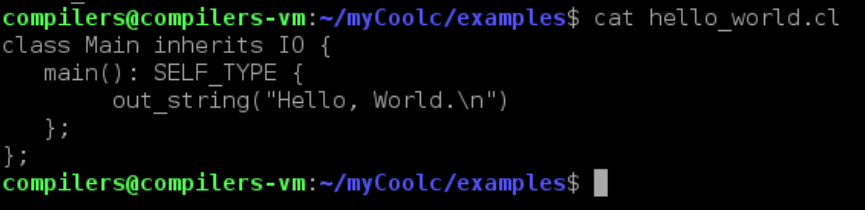 compilers@compilers-vm:~/myCoolc/examples$ cat hello_world.cl
class Main inherits IO {
   main(): SELF_TYPE {
        out_string("Hello, World.\n")
   };
};
compilers@compilers-vm:~/myCoolc/examples$